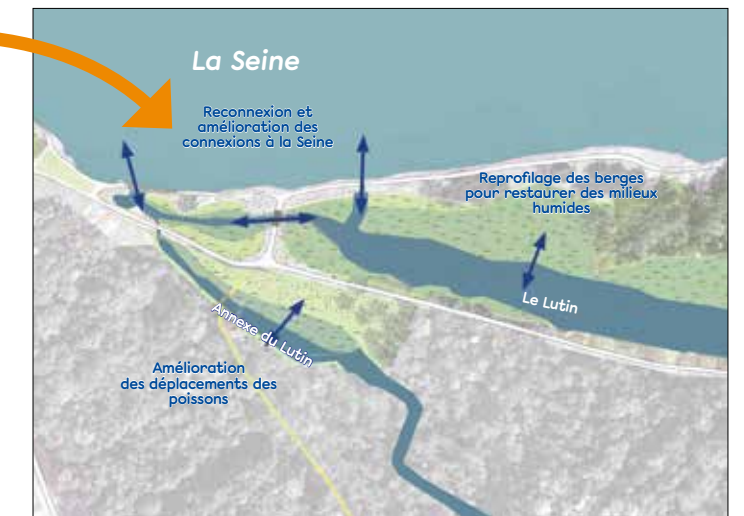 La Seine
Reconnexion et
amélioration des
connexions à la Seine
Reprofilage des berges
pour restaurer des milieux
humides
Le Lutin
Annexe du Lutin
Amélioration
des déplacements des
poissons